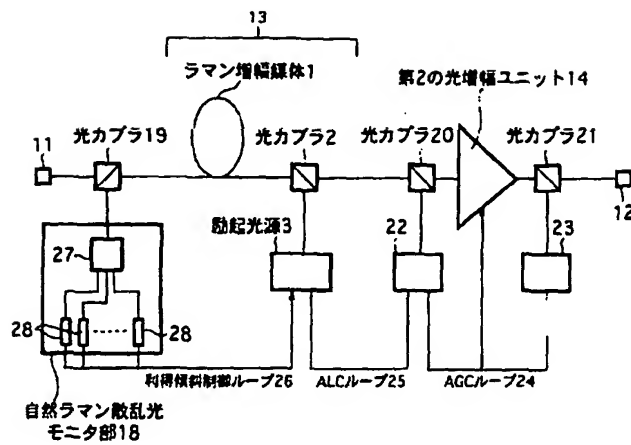 13
ラマン増幅媒体1
第2の光増幅ユニット14
光カプラ19
光カプラ2
光カプラ20
光カプラ21
11
12
励起光源3
22
23
27
28
28
利得傾斜制御ループ26
ALCループ25
AGCループ24
自然ラマン散乱光
モニタ部18